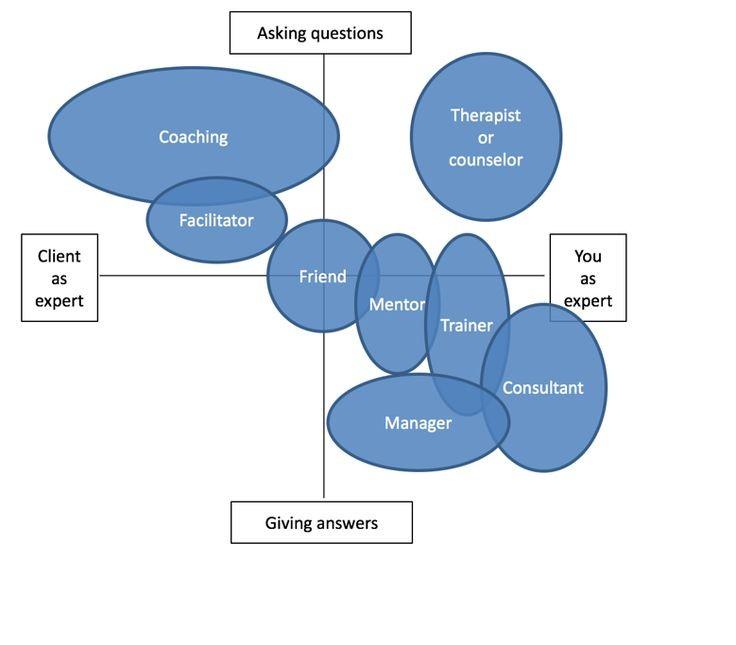 Asking questions
Coaching
Therapist
or
counselor
Facilitator
Client
as
expert
Friend
Mentor
Trainer
You
as
expert
Consultant
Manager
Giving answers